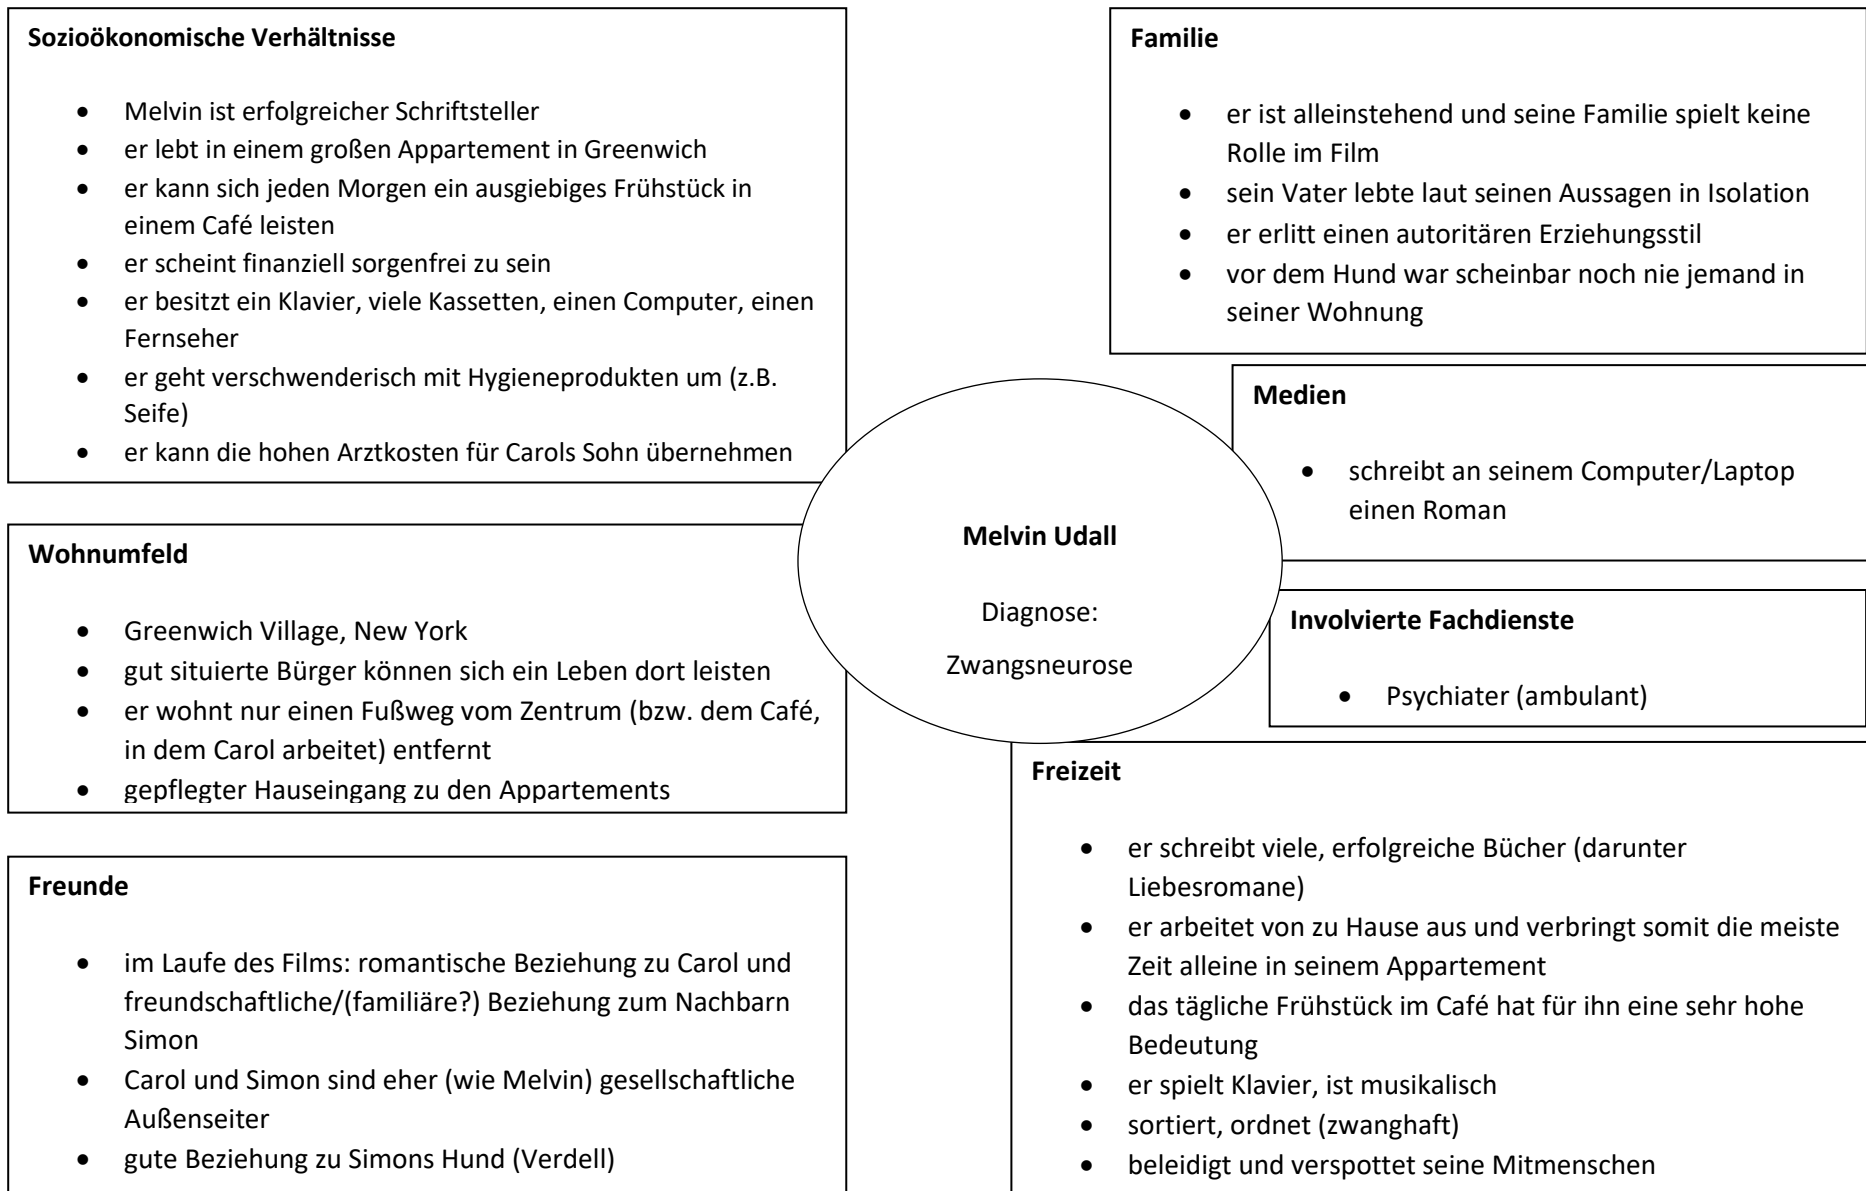 Sozioökonomische Verhältnisse
• Melvin ist erfolgreicher Schriftsteller
• er lebt in einem großen Appartement in Greenwich
• er kann sich jeden Morgen ein ausgiebiges Frühstück in
einem Café leisten
• er scheint finanziell sorgenfrei zu sein
• er besitzt ein Klavier, viele Kassetten, einen Computer, einen
Fernseher
• er geht verschwenderisch mit Hygieneprodukten um (z.B.
Seife)
• er kann die hohen Arztkosten für Carols Sohn übernehmen
Wohnumfeld
• Greenwich Village, New York
• gut situierte Bürger können sich ein Leben dort leisten
• er wohnt nur einen Fußweg vom Zentrum (bzw. dem Café,
in dem Carol arbeitet) entfernt
• gepflegter Hauseingang zu den Appartements
Freunde
• im Laufe des Films: romantische Beziehung zu Carol und
freundschaftliche/(familiäre?) Beziehung zum Nachbarn
Simon
• Carol und Simon sind eher (wie Melvin) gesellschaftliche
Außenseiter
• gute Beziehung zu Simons Hund (Verdell)
Melvin Udall
Diagnose:
Zwangsneurose
Familie
• er ist alleinstehend und seine Familie spielt keine
Rolle im Film
• sein Vater lebte laut seinen Aussagen in Isolation
• er erlitt einen autoritären Erziehungsstil
• vor dem Hund war scheinbar noch nie jemand in
seiner Wohnung
Medien
• schreibt an seinem Computer/Laptop
einen Roman
Involvierte Fachdienste
• Psychiater (ambulant)
Freizeit
• er schreibt viele, erfolgreiche Bücher (darunter
Liebesromane)
• er arbeitet von zu Hause aus und verbringt somit die meiste
Zeit alleine in seinem Appartement
• das tägliche Frühstück im Café hat für ihn eine sehr hohe
Bedeutung
• er spielt Klavier, ist musikalisch
• sortiert, ordnet (zwanghaft)
• beleidigt und verspottet seine Mitmenschen